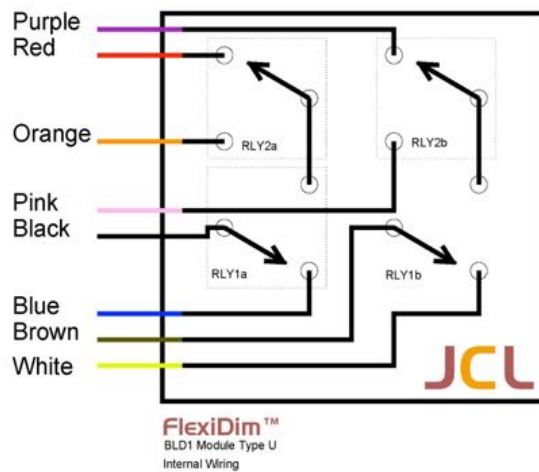 Purple
Red
Orange
RLY2a
RLY2b
Pink
Black
RLY1a
RLY1b
Blue
Brown
White
JCL
FlexiDim™
BLD1 Module Type U
Internal Wiring